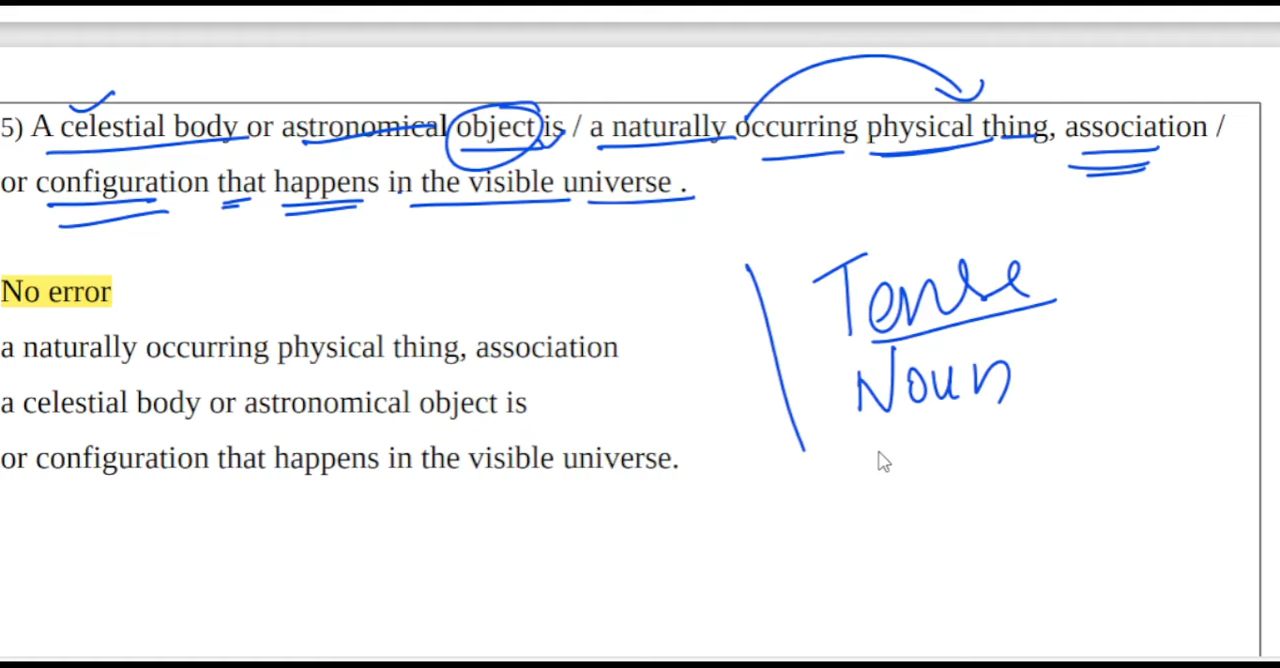 5) A celestial body or astronomical object is / a naturally occurring physical thing, association /
or configuration that happens in the visible universe .
No error
a naturally occurring physical thing, association
a celestial body or astronomical object is
or configuration that happens in the visible universe.
Tense
Noun